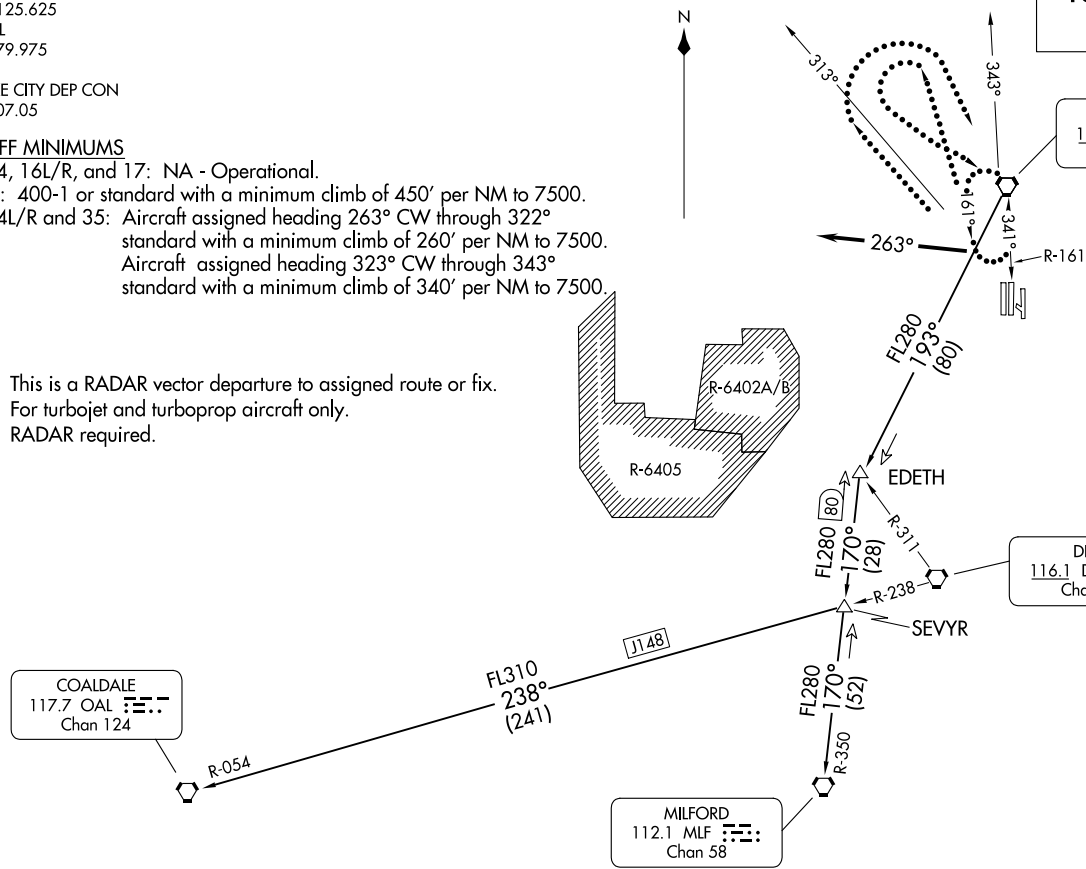 125.625
79.975
E CITY DEP CON
07.05
FF MINIMUMS
4, 16L/R, and 17: NA - Operational.
: 400-1 or standard with a minimum climb of 450' per NM to 7500.
4L/R and 35: Aircraft assigned heading 263° CW through 322°
standard with a minimum climb of 260' per NM to 7500.
Aircraft assigned heading 323° CW through 343°
standard with a minimum climb of 340' per NM to 7500.
This is a RADAR vector departure to assigned route or fix.
For turbojet and turboprop aircraft only.
RADAR required.
N
313°
343°
161°
341°
R-161
263°
FL280
193°
(80)
R-6402A/B
R-6405
EDETH
80
FL280
170°
(28)
R-311
R-238
116.1 D
Cha
SEVYR
J148
FL310
238°
(241)
FL280
170°
(52)
R-350
R-054
COALDALE
117.7 OAL
Chan 124
MILFORD
112.1 MLF
Chan 58